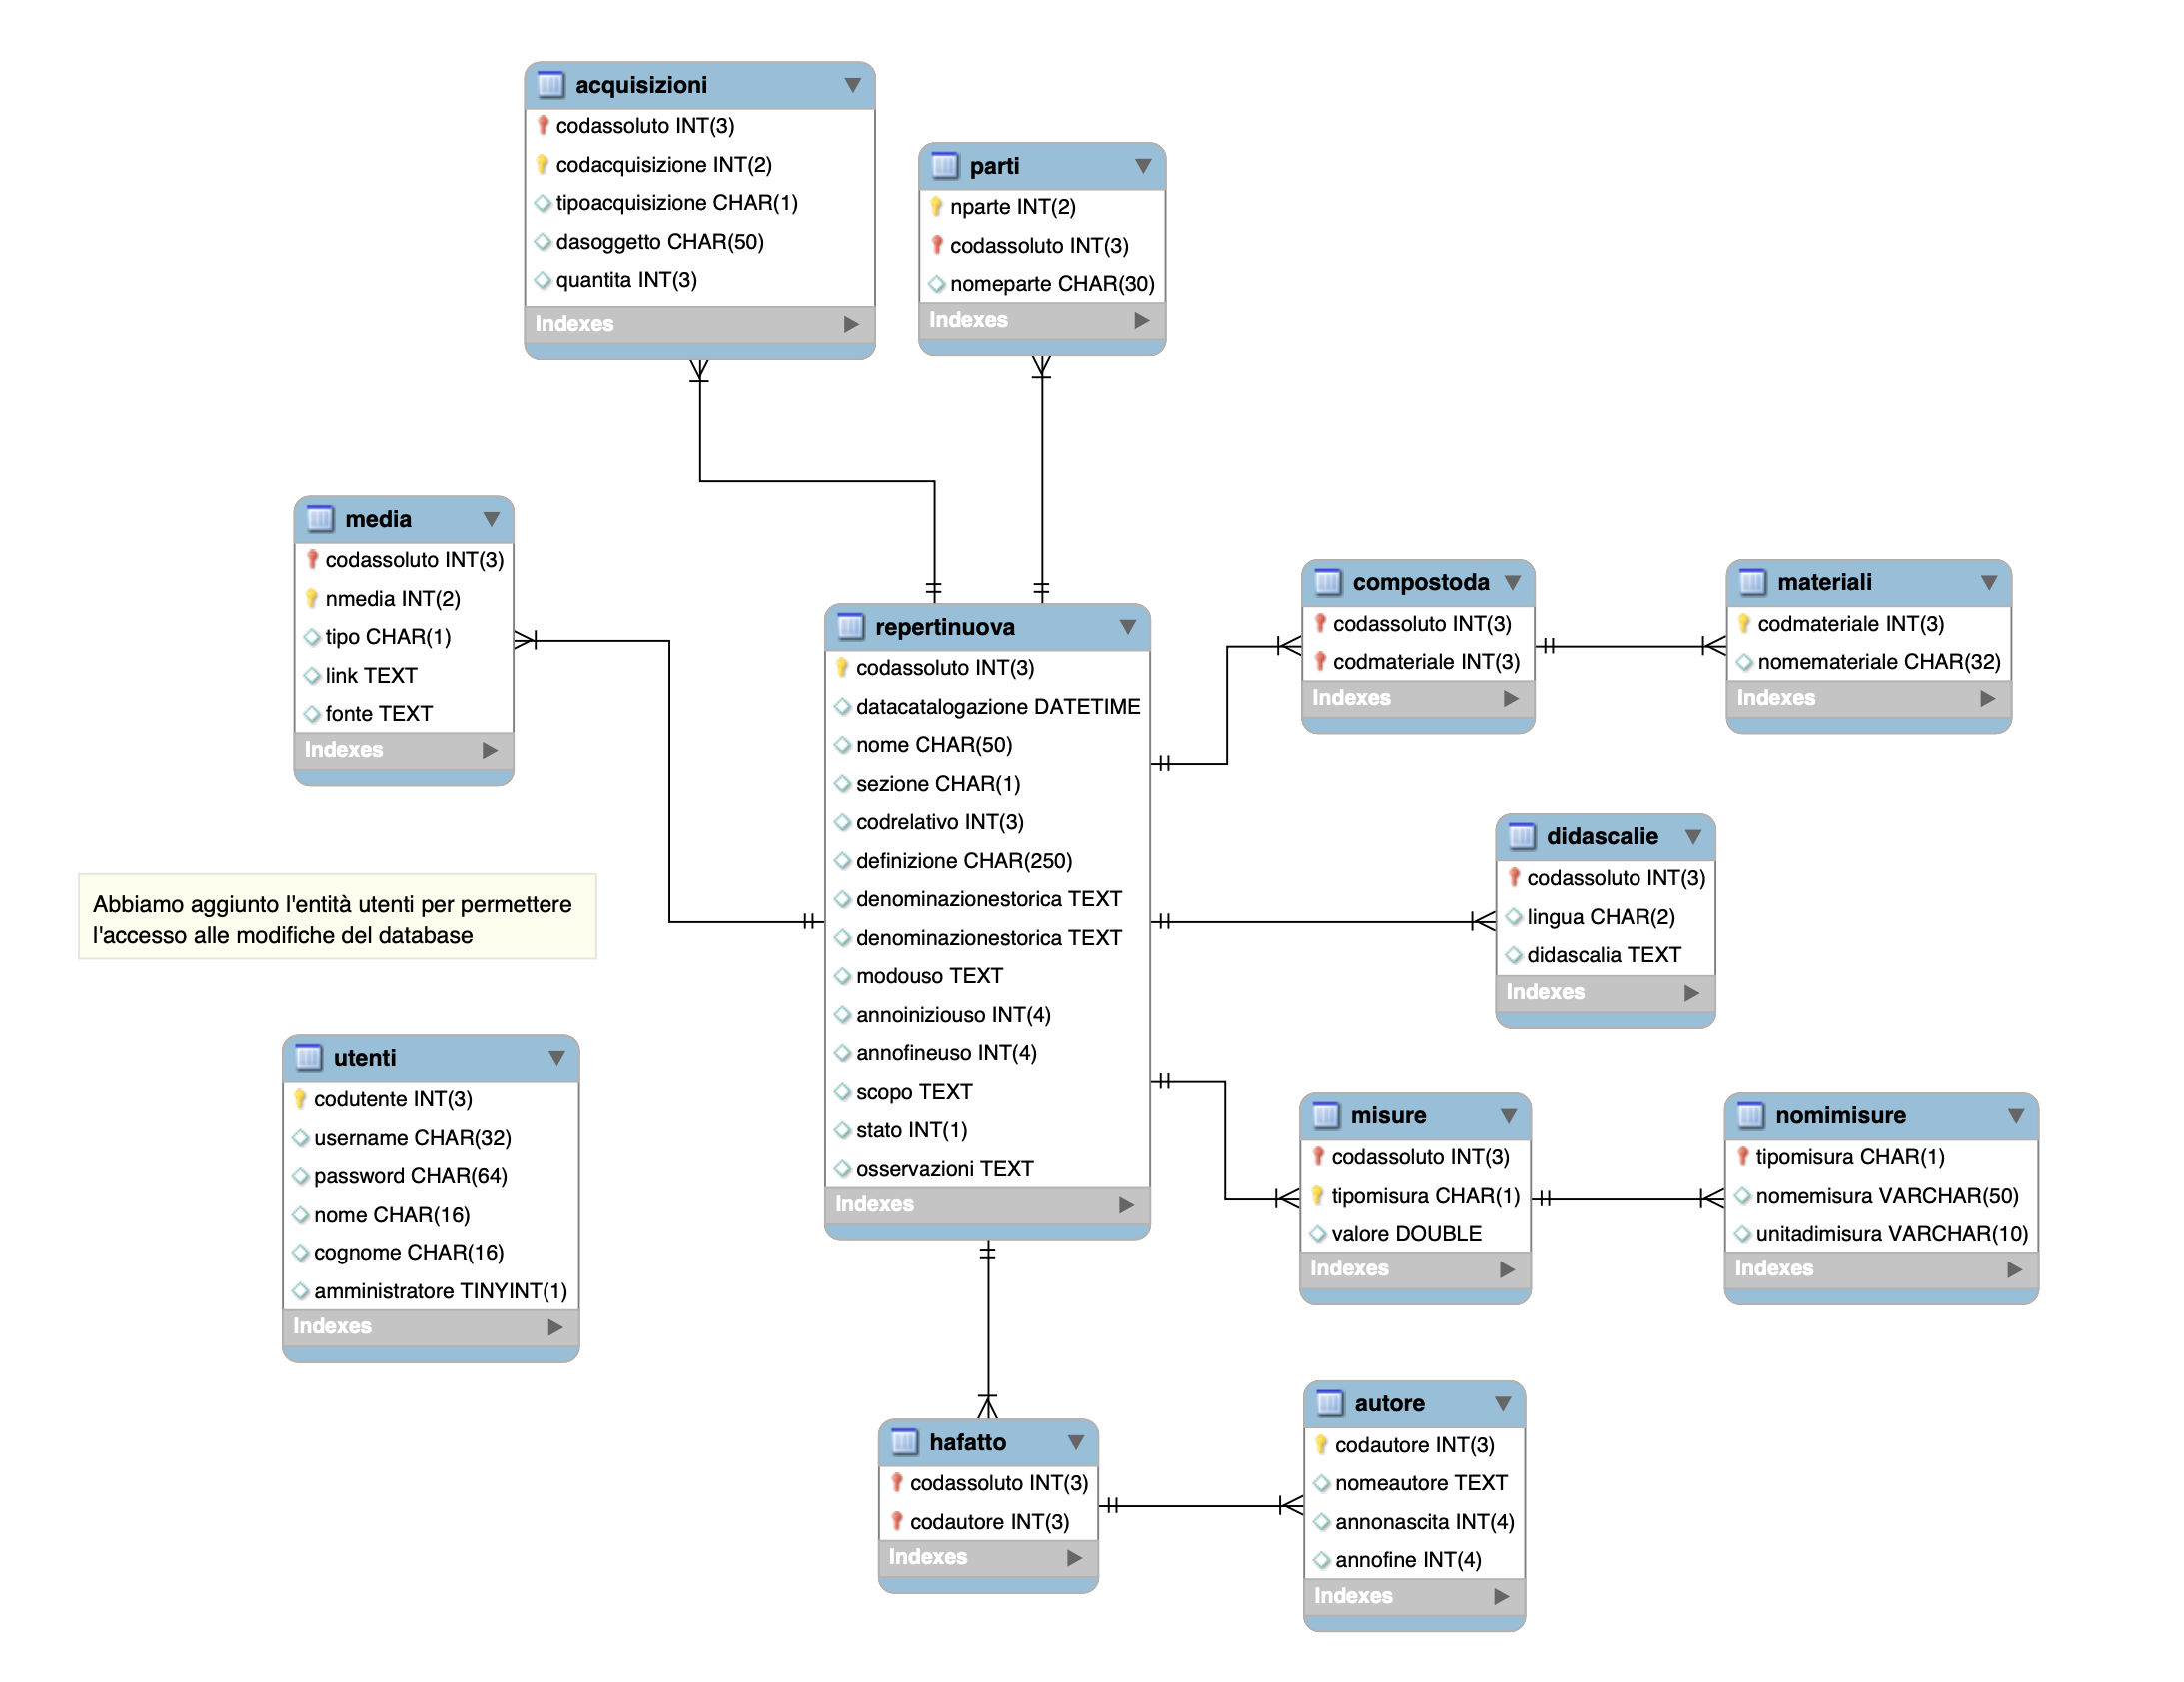 acquisizioni
codassoluto INT(3)
codacquisizione INT(2)
tipoacquisizione CHAR(1)
dasoggetto CHAR(50)
quantita INT(3)
Indexes
parti
nparte INT(2)
codassoluto INT(3)
nomeparte CHAR(30)
Indexes
media
codassoluto INT(3)
nmedia INT(2)
tipo CHAR(1)
link TEXT
fonte TEXT
Indexes
repertinuova
codassoluto INT(3)
datacatalogazione DATETIME
nome CHAR(50)
sezione CHAR(1)
codrelativo INT(3)
definizione CHAR(250)
denominazionestorica TEXT
denominazionestorica TEXT
modouso TEXT
annoiniziouso INT(4)
annofineuso INT(4)
scopo TEXT
stato INT(1)
osservazioni TEXT
Indexes
compostoda
codassoluto INT(3)
codmateriale INT(3)
Indexes
materiali
codmateriale INT(3)
nomemateriale CHAR(32)
Indexes
didascalie
codassoluto INT(3)
lingua CHAR(2)
didascalia TEXT
Indexes
Abbiamo aggiunto l'entità utenti per permettere
l'accesso alle modifiche del database
utenti
codutente INT(3)
username CHAR(32)
password CHAR(64)
nome CHAR(16)
cognome CHAR(16)
amministratore TINYINT(1)
Indexes
misure
codassoluto INT(3)
tipomisura CHAR(1)
valore DOUBLE
Indexes
nomimisure
tipomisura CHAR(1)
nomemisura VARCHAR(50)
unitadimisura VARCHAR(10)
Indexes
hafatto
codassoluto INT(3)
codautore INT(3)
Indexes
autore
codautore INT(3)
nomeautore TEXT
annonascita INT(4)
annofine INT(4)
Indexes